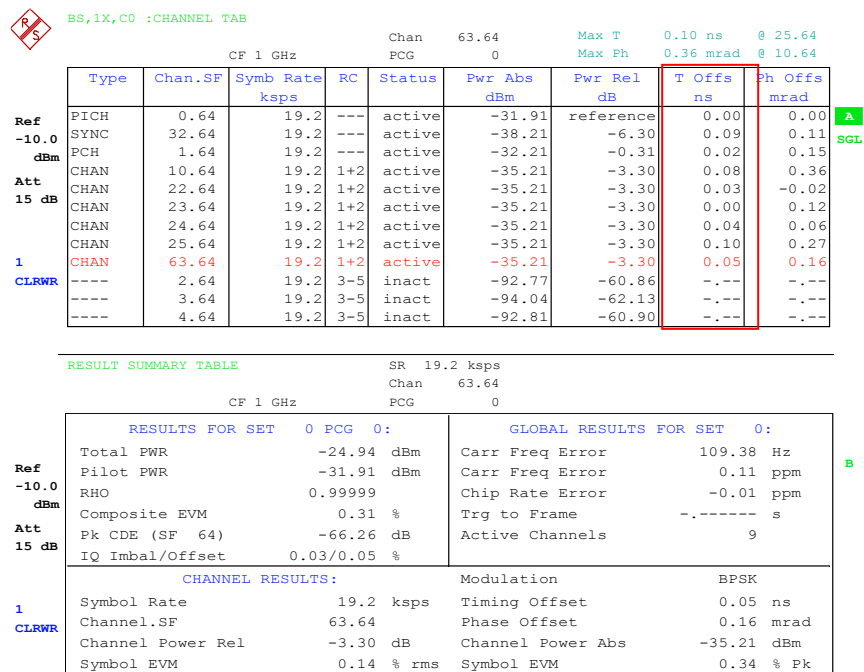 R S
BS,1X,C0 :CHANNEL TAB
Chan 63.64 Max T 0.10 ns @ 25.64
CF 1 GHz PCG 0 Max Ph 0.36 mrad @ 10.64
Type Chan.SF Symb Rate RC Status Pwr Abs Pwr Rel T Offs Ph Offs
ksps dBm dB ns mrad
PICH 0.64 19.2 --- active -31.91 reference 0.00 0.00 A
Ref
SYNC 32.64 19.2 --- active -38.21 -6.30 0.09 0.11 SGL
-10.0
PCH 1.64 19.2 --- active -32.21 -0.31 0.02 0.15
dBm
CHAN 10.64 19.2 1+2 active -35.21 -3.30 0.08 0.36
Att
CHAN 22.64 19.2 1+2 active -35.21 -3.30 0.03 -0.02
15 dB
CHAN 23.64 19.2 1+2 active -35.21 -3.30 0.00 0.12
CHAN 24.64 19.2 1+2 active -35.21 -3.30 0.04 0.06
CHAN 25.64 19.2 1+2 active -35.21 -3.30 0.10 0.27
1 CHAN 63.64 19.2 1+2 active -35.21 -3.30 0.05 0.16
CLRWR ---- 2.64 19.2 3-5 inact -92.77 -60.86 -.-- -.--
---- 3.64 19.2 3-5 inact -94.04 -62.13 -.-- -.--
---- 4.64 19.2 3-5 inact -92.81 -60.90 -.-- -.--
RESULT SUMMARY TABLE SR 19.2 ksps
Chan 63.64
CF 1 GHz PCG 0
RESULTS FOR SET 0 PCG 0: GLOBAL RESULTS FOR SET 0:
Total PWR -24.94 dBm Carr Freq Error 109.38 Hz
Ref Pilot PWR -31.91 dBm Carr Freq Error 0.11 ppm B
-10.0 RHO 0.99999 Chip Rate Error -0.01 ppm
dBm Composite EVM 0.31 % Trg to Frame -.------ s
Att Pk CDE (SF 64) -66.26 dB Active Channels 9
15 dB IQ Imbal/Offset 0.03/0.05 %
CHANNEL RESULTS: Modulation BPSK
1 Symbol Rate 19.2 ksps Timing Offset 0.05 ns
CLRWR Channel.SF 63.64 Phase Offset 0.16 mrad
Channel Power Rel -3.30 dB Channel Power Abs -35.21 dBm
Symbol EVM 0.14 % rms Symbol EVM 0.34 % Pk